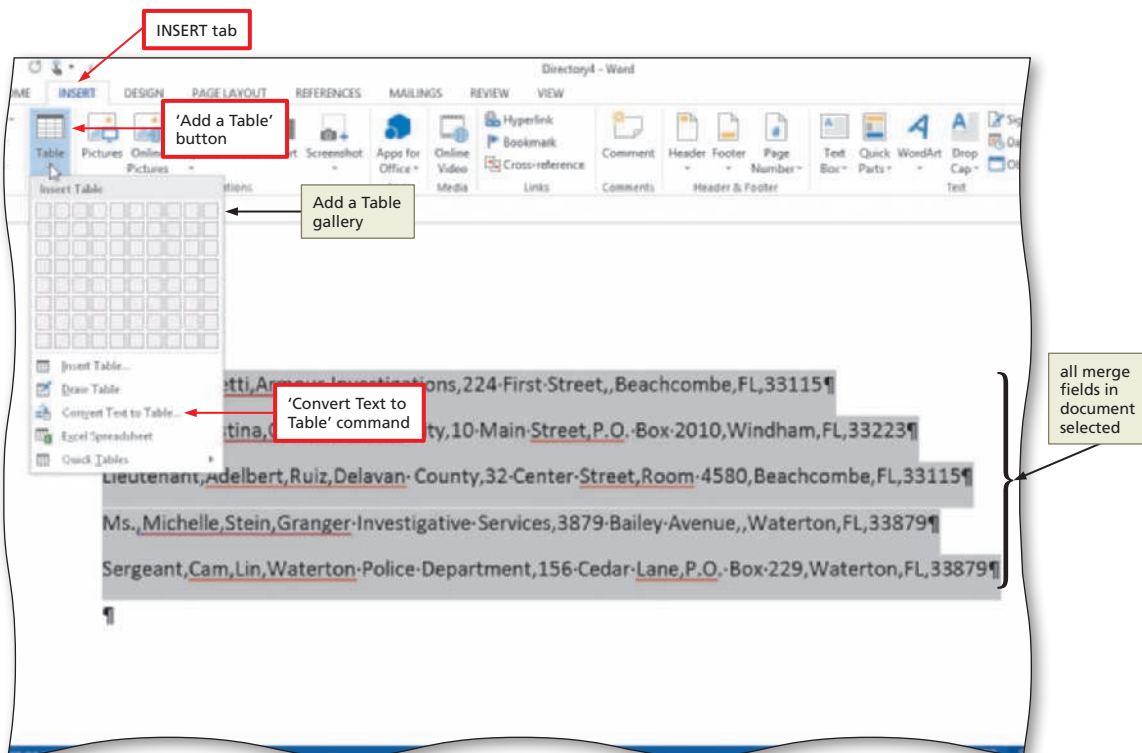 INSERT tab
Directory4 - Word
INSERT DESIGN PAGE LAYOUT REFERENCES MAILINGS REVIEW VIEW
'Add a Table'
button
Table Pictures Online
Pictures
Screenshot
Apps for
Office
Online
Video
Hyperlink
Bookmark
Cross-reference
Comment
Header Footer Page
Number
Text
Box
Quick
Parts
WordArt
Drop
Cap
Media Links Comments Header & Footer Text
Insert Table
Add a Table
gallery
Insert Table...
Draw Table
Convert Text to Table...
Excel Spreadsheet
Quick Tables
'Convert Text to
Table' command
etti,Armour·Investigations,224·First·Street,,Beachcombe,FL,33115¶
ty,10·Main·Street,P.O.·Box·2010,Windham,FL,33223¶
Lieutenant,Adelbert,Ruiz,Delavan·County,32·Center·Street,Room·4580,Beachcombe,FL,33115¶
Ms.,Michelle,Stein,Granger·Investigative·Services,3879·Bailey·Avenue,,Waterton,FL,33879¶
Sergeant,Cam,Lin,Waterton·Police·Department,156·Cedar·Lane,P.O.·Box·229,Waterton,FL,33879¶
¶
all merge
fields in
document
selected